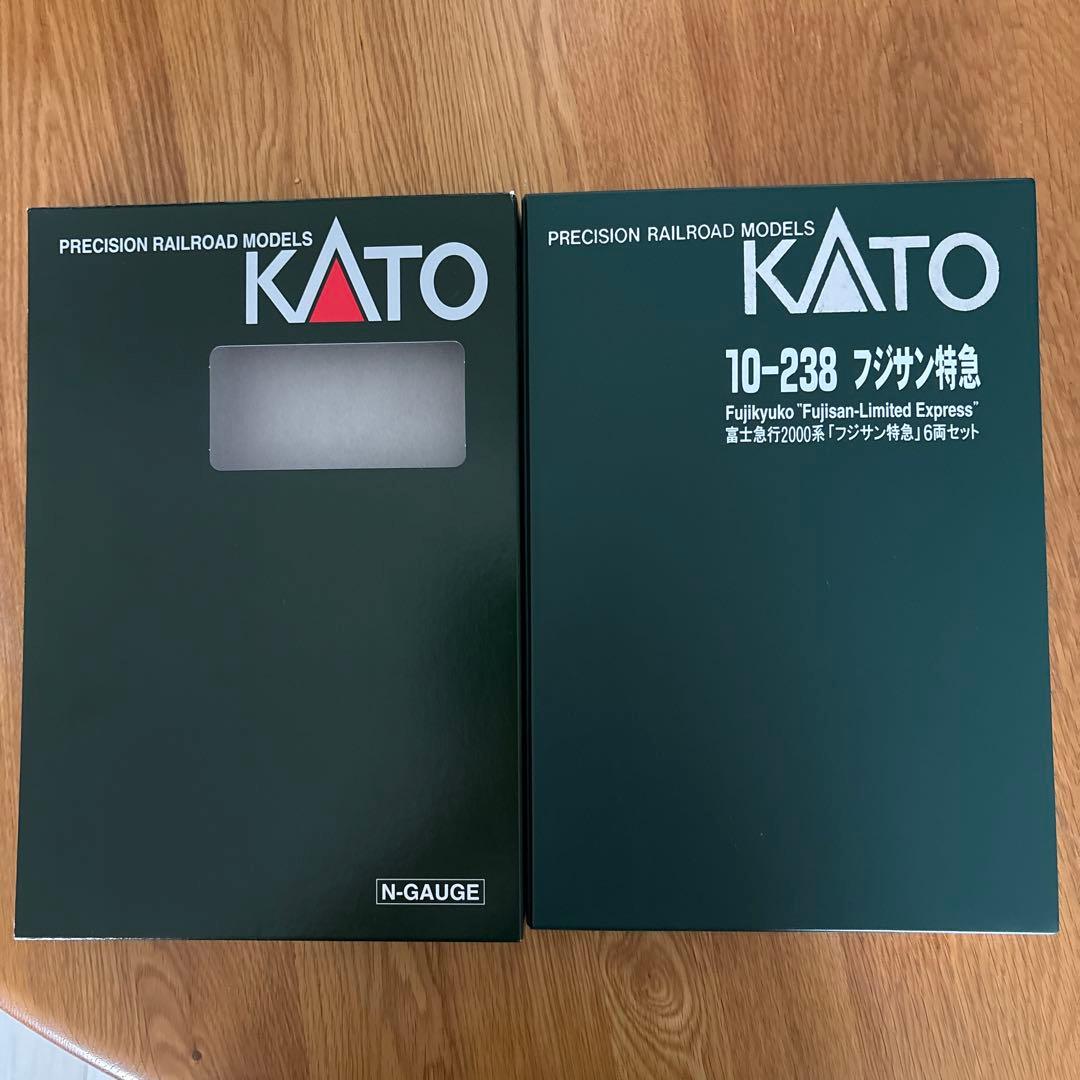 PRECISION RAILROAD MODELS
KATO
N-GAUGE
PRECISION RAILROAD MODELS
KATO
10-238 フジサン特急
Fujikyuko "Fujisan-Limited Express"
富士急行2000系「フジサン特急」6両セット